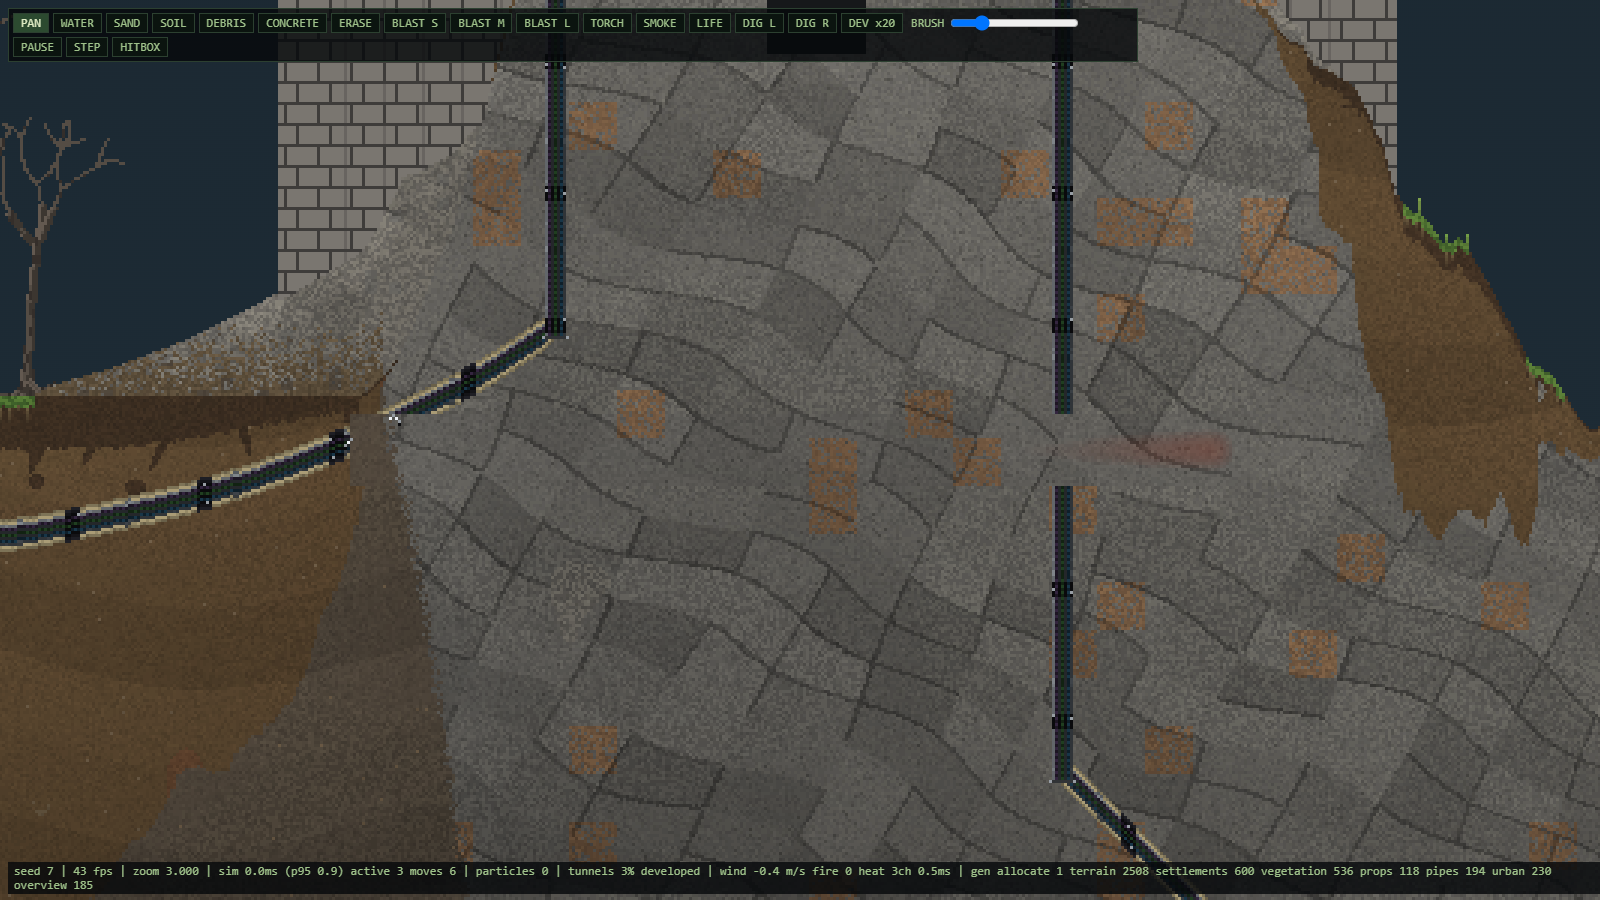 PAN WATER SAND SOIL DEBRIS CONCRETE ERASE BLAST S BLAST M BLAST L TORCH SMOKE LIFE DIG L DIG R DEV x20 BRUSH
PAUSE STEP HITBOX
seed 7 | 43 fps | zoom 3.000 | sim 0.0ms (p95 0.9) active 3 moves 6 | particles 0 | tunnels 3% developed | wind -0.4 m/s fire 0 heat 3ch 0.5ms | gen allocate 1 terrain 2508 settlements 600 vegetation 536 props 118 pipes 194 urban 230
overview 185